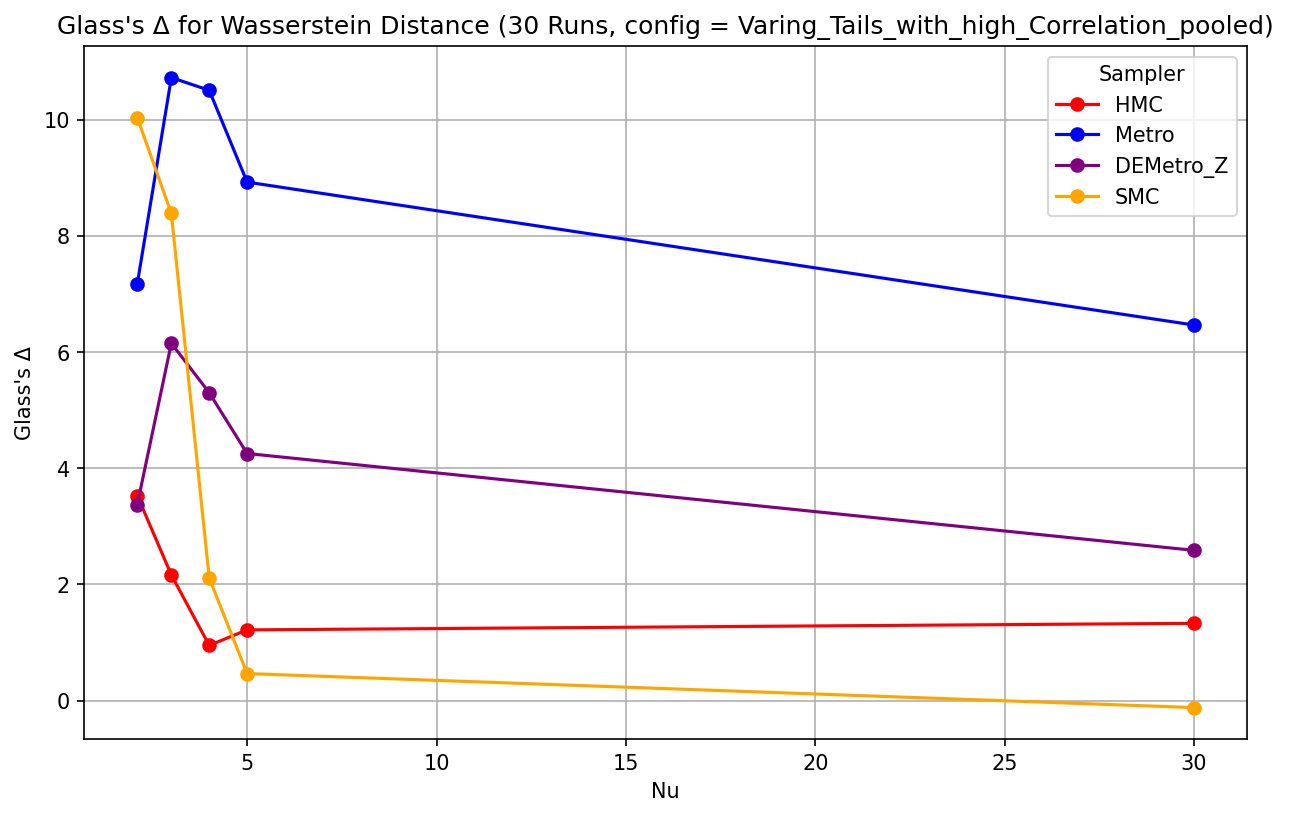 Glass's Δ for Wasserstein Distance (30 Runs, config = Varing_Tails_with_high_Correlation_pooled)
Sampler
HMC
Metro
DEMetro_Z
SMC
Glass's Δ
10
8
6
4
2
0
5
10
15
20
25
30
Nu